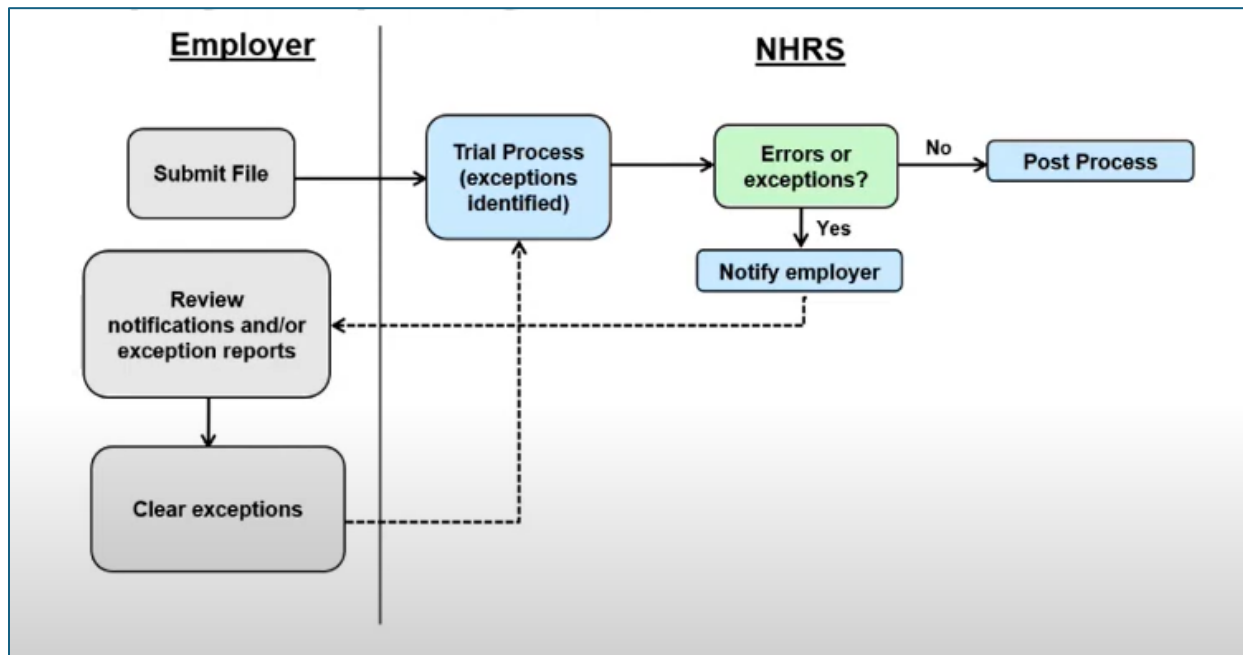 Employer
NHRS
Submit File
Trial Process
(exceptions
identified)
Errors or
exceptions?
No
Post Process
Yes
Notify employer
Review
notifications and/or
exception reports
Clear exceptions